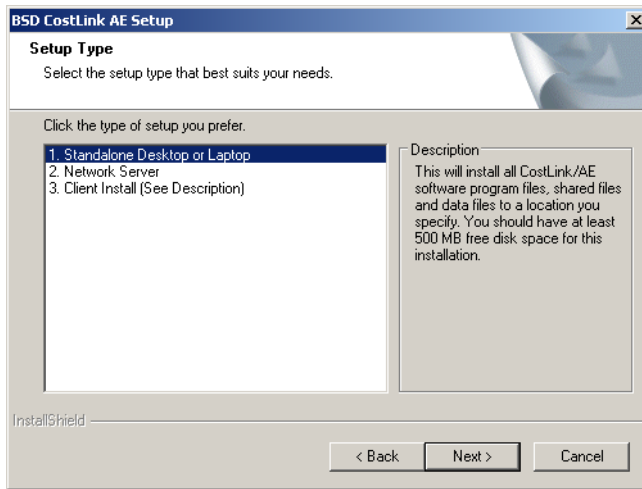 BSD CostLink AE Setup
Setup Type
Select the setup type that best suits your needs.
Click the type of setup you prefer.
1. Standalone Desktop or Laptop
2. Network Server
3. Client Install (See Description)
Description
This will install all CostLink/AE
software program files, shared files
and data files to a location you
specify. You should have at least
500 MB free disk space for this
installation.
InstallShield
< Back
Next >
Cancel